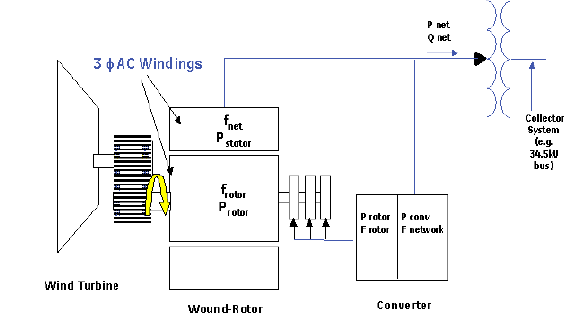 P net
Q net
3 ϕ AC Windings
f net
P stator
Collector
System
(e.g.
34.5kV
bus)
f rotor
P rotor
P rotor
F rotor
P conv
F network
Wind Turbine
Wound-Rotor
Converter